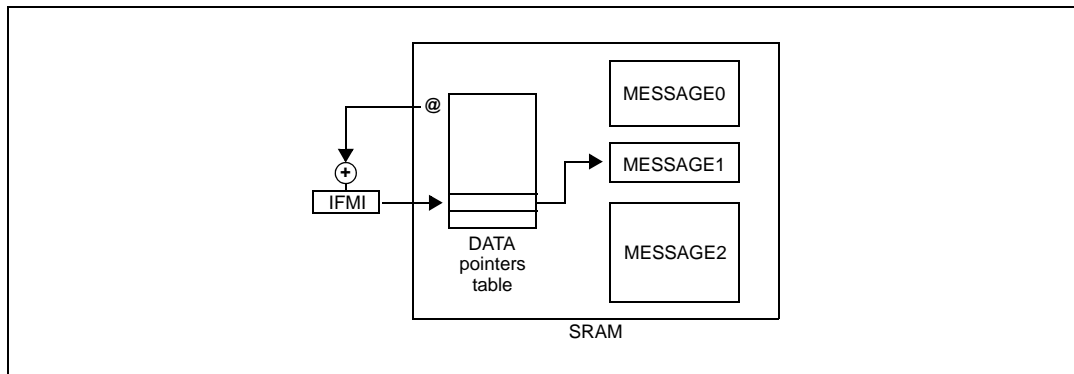 @
MESSAGE0
+
MESSAGE1
IFMI
DATA
pointers
table
MESSAGE2
SRAM